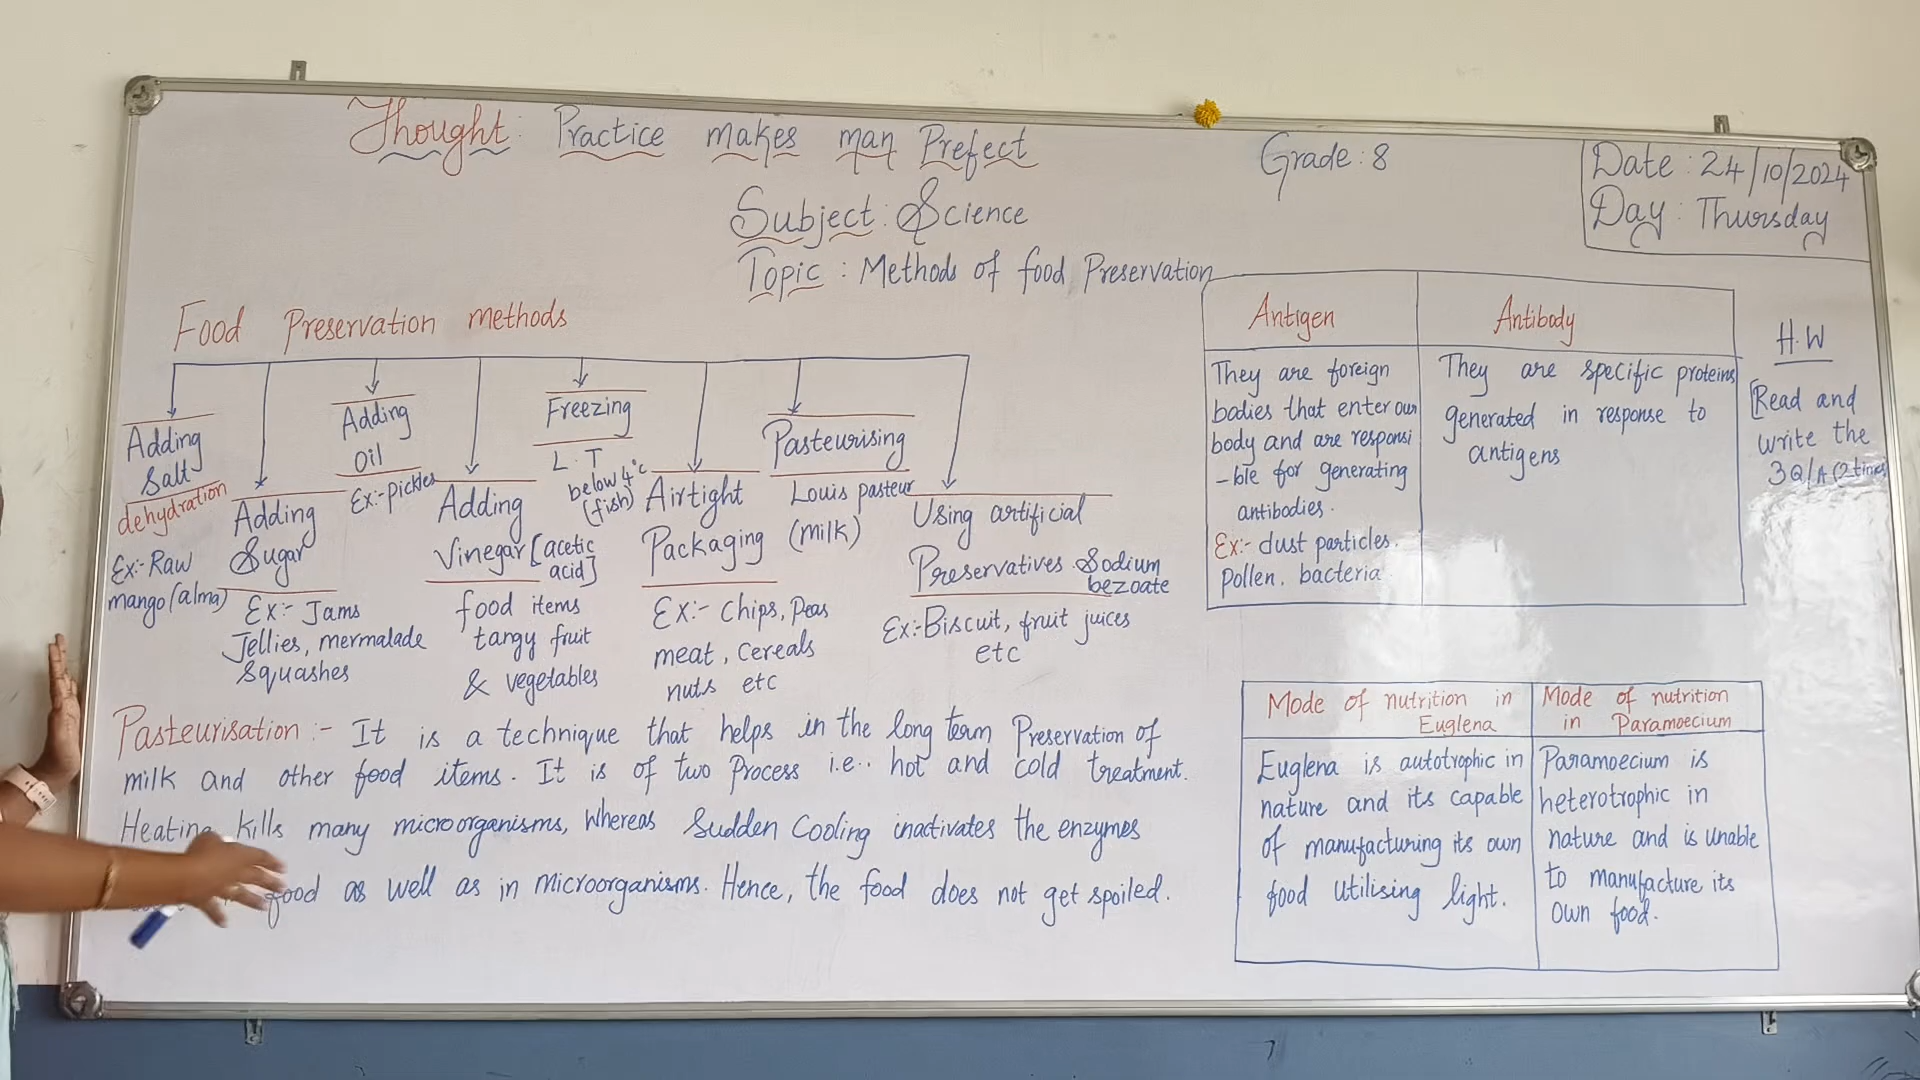 Thought: Practice makes man Prefect
Grade: 8
Date: 24/10/2024
Day: Thursday
Subject: Science
Topic: Methods of food Preservation
Food Preservation methods
Adding
Salt
dehydration
Ex:- Raw
mango (alma)
Adding
Sugar
Ex:- Jams
Jellies, mermalade
Squashes
Adding
Oil
Ex:- pickles
Adding
Vinegar [acetic
acid]
food items
tangy fruit
& vegetables
Freezing
L.T
below 4°c
(fish)
Airtight
Packaging
Ex:- Chips, Peas
meat, cereals
nuts etc
Pasteurising
Louis pasteur
(milk)
Using artificial
Preservatives Sodium
bezoate
Ex:- Biscuit, fruit juices
etc
Pasteurisation :- It is a technique that helps in the long term Preservation of
milk and other food items. It is of two Process i.e.. hot and cold treatment.
Heating kills many microorganisms, whereas Sudden Cooling inactivates the enzymes
food as well as in microorganisms. Hence, the food does not get spoiled.
Antigen
They are foreign
bodies that enter our
body and are responsi
-ble for generating
antibodies.
Ex:- dust particles.
pollen. bacteria
Antibody
They are specific proteins
generated in response to
antigens
H.W
[Read and
write the
3 Q/A (2 times
Mode of nutrition in
Euglena
Euglena is autotrophic in
nature and its capable
of manufacturing its own
food utilising light.
Mode of nutrition
in Paramoecium
Paramoecium is
heterotrophic in
nature and is unable
to manufacture its
own food.